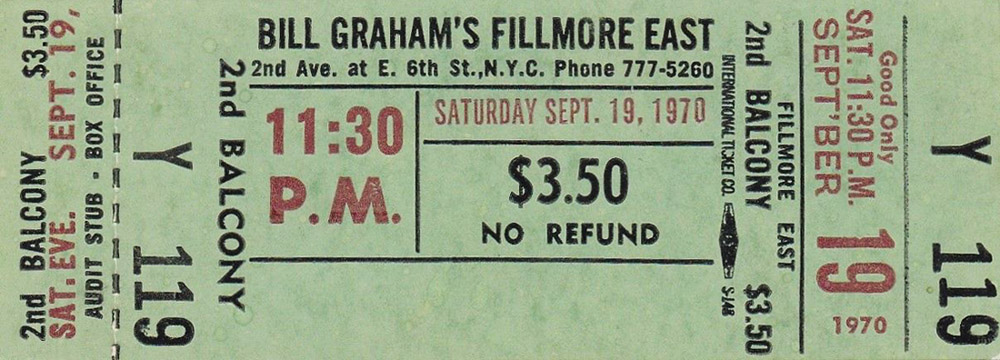 2nd BALCONY $3.50
SAT. EVE. SEPT. 19,
AUDIT STUB - BOX OFFICE
Y 119
2nd BALCONY
BILL GRAHAM'S FILLMORE EAST
2nd Ave. at E. 6th St., N.Y.C. Phone 777-5260
11:30
P.M.
SATURDAY SEPT. 19, 1970
$3.50
NO REFUND
INTERNATIONAL TICKET CO.
2nd BALCONY $3.50
FILLMORE EAST
Good Only
SAT. 11:30 P.M.
SEPT'BER
19
1970
Y 119